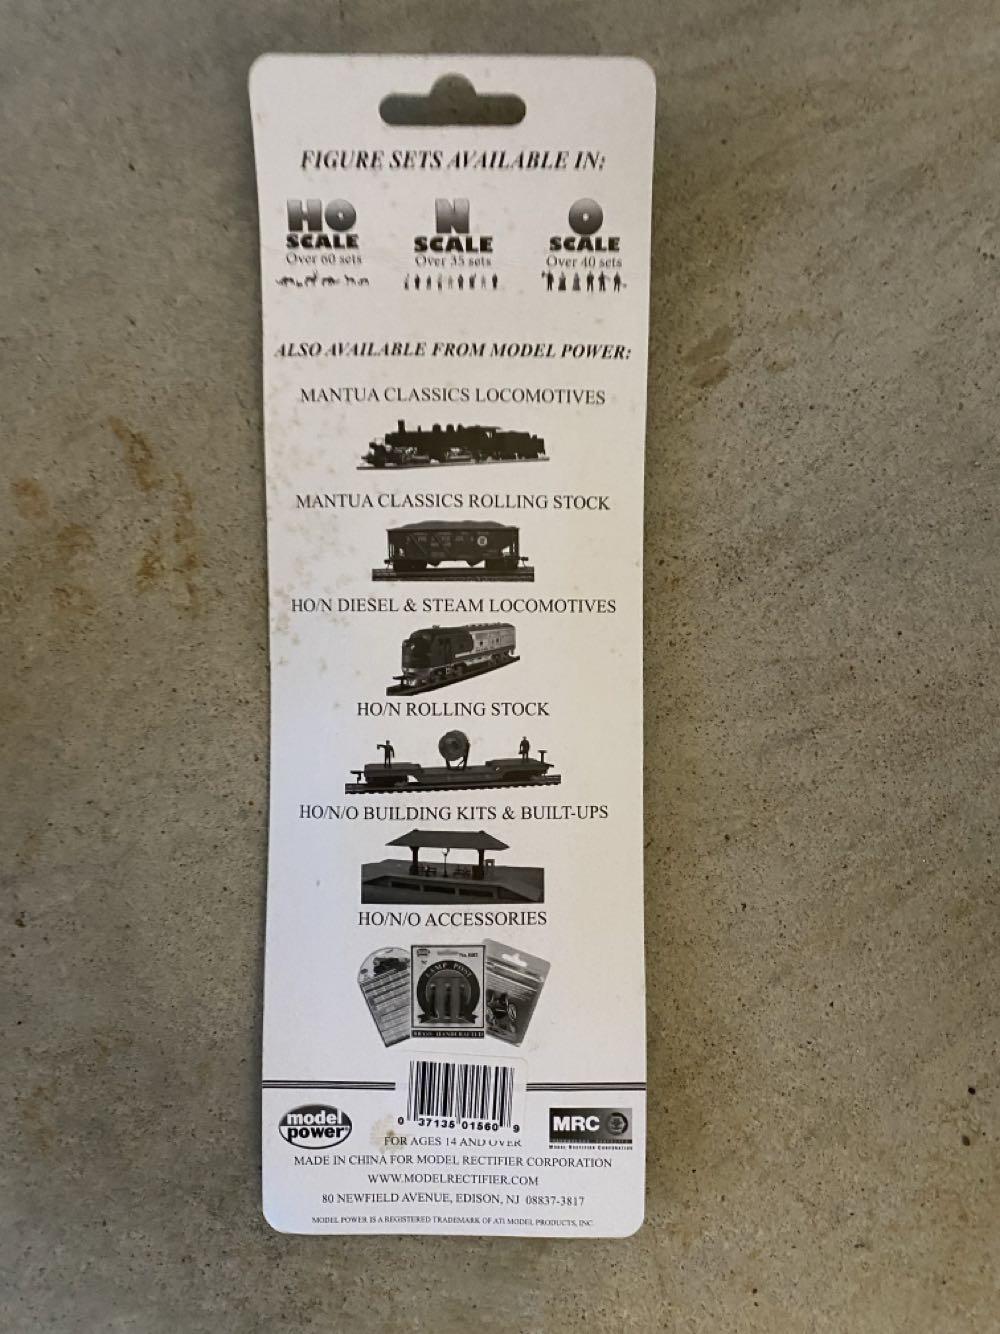 FIGURE SETS AVAILABLE IN:
HO N O
SCALE SCALE SCALE
Over 60 sets Over 35 sets Over 40 sets
ALSO AVAILABLE FROM MODEL POWER:
MANTUA CLASSICS LOCOMOTIVES
MANTUA CLASSICS ROLLING STOCK
HO/N DIESEL & STEAM LOCOMOTIVES
HO/N ROLLING STOCK
HO/N/O BUILDING KITS & BUILT-UPS
HO/N/O ACCESSORIES
LAMP POST
0 37135 01560 9
model power
MRC
MODEL RECTIFIER CORPORATION
FOR AGES 14 AND OVER
MADE IN CHINA FOR MODEL RECTIFIER CORPORATION
WWW.MODELRECTIFIER.COM
80 NEWFIELD AVENUE, EDISON, NJ 08837-3817
MODEL POWER IS A REGISTERED TRADEMARK OF ATI MODEL PRODUCTS, INC.